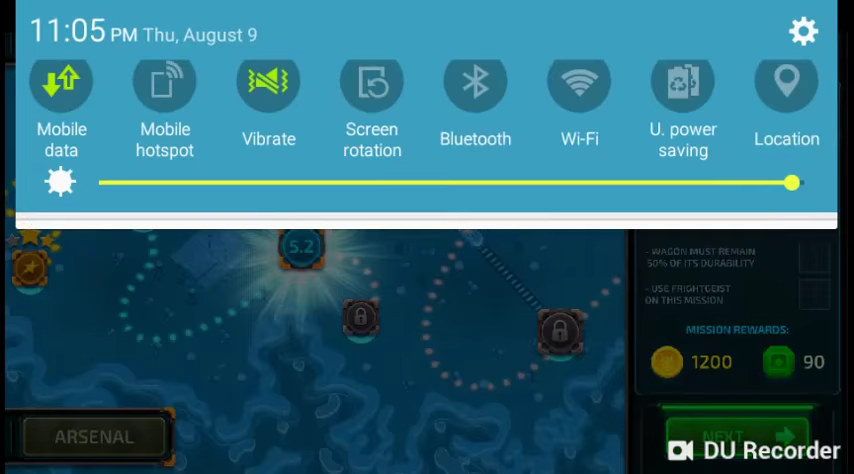 11:05 PM Thu, August 9
Mobile data
Mobile hotspot
Vibrate
Screen rotation
Bluetooth
Wi-Fi
U. power saving
Location
5.2
- WAGON MUST REMAIN
50% OF ITS DURABILITY
- USE FRIGHTGEIST
ON THIS MISSION
MISSION REWARDS:
1200
90
ARSENAL
NEXT
DU Recorder